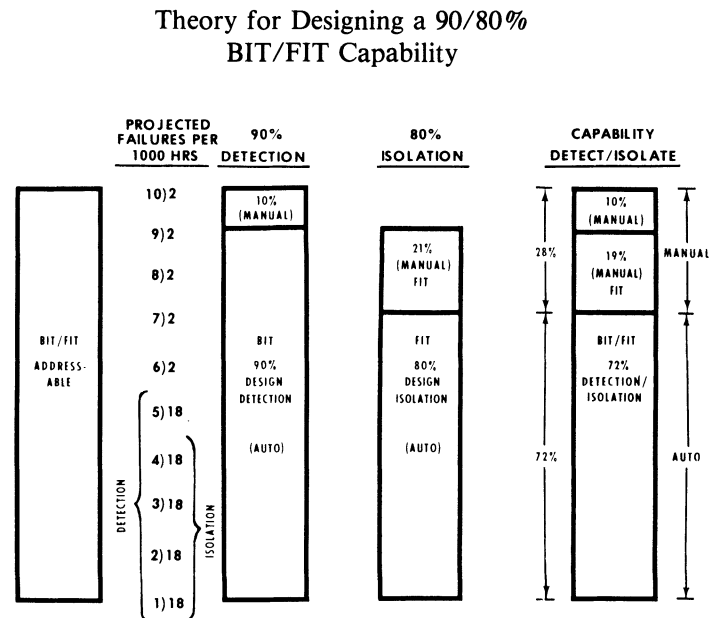 Theory for Designing a 90/80%
BIT/FIT Capability
PROJECTED
FAILURES PER
1000 HRS
90%
DETECTION
80%
ISOLATION
CAPABILITY
DETECT/ISOLATE
BIT/FIT
ADDRESS-
ABLE
10) 2
9) 2
8) 2
7) 2
6) 2
5) 18
4) 18
3) 18
2) 18
1) 18
DETECTION
ISOLATION
10%
(MANUAL)
BIT
90%
DESIGN
DETECTION
(AUTO)
21%
(MANUAL)
FIT
FIT
80%
DESIGN
ISOLATION
(AUTO)
28%
72%
10%
(MANUAL)
19%
(MANUAL)
FIT
BIT/FIT
72%
DETECTION/
ISOLATION
MANUAL
AUTO